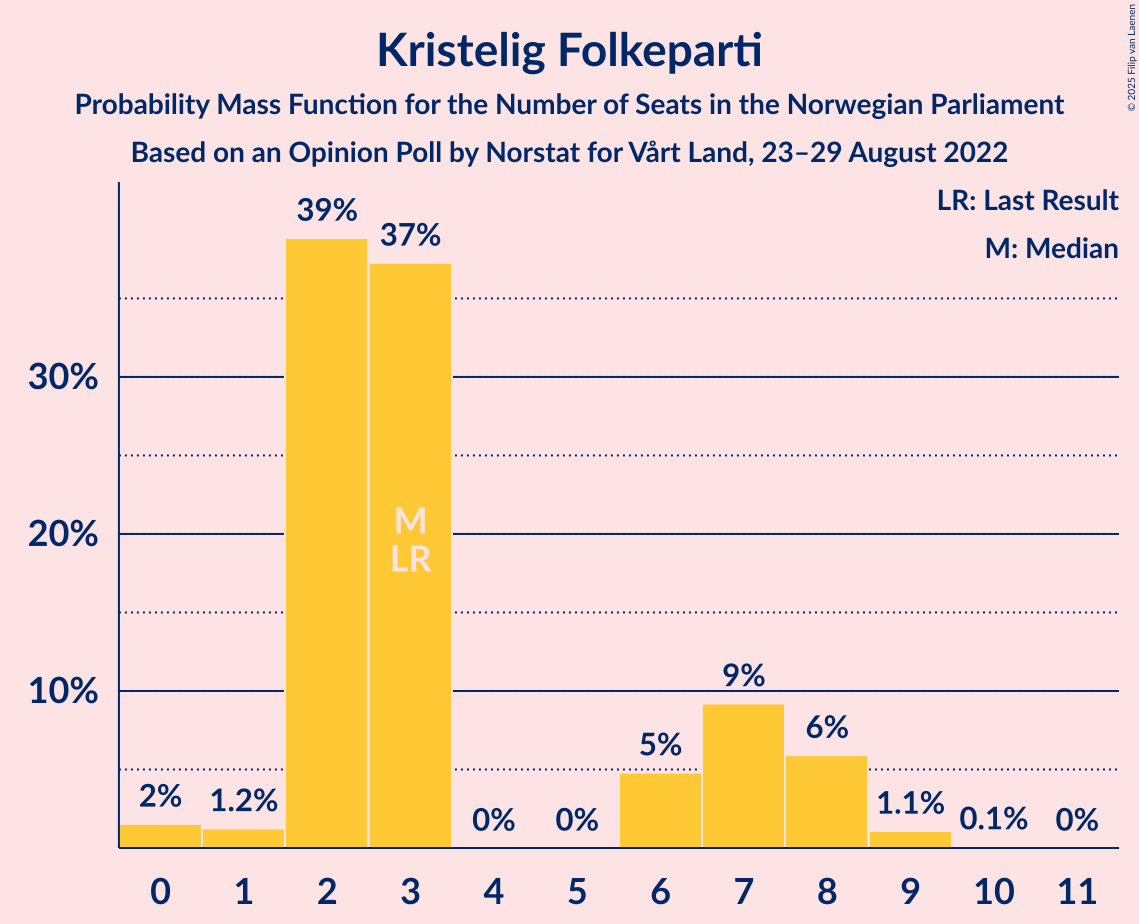 Kristelig Folkeparti
Probability Mass Function for the Number of Seats in the Norwegian Parliament
Based on an Opinion Poll by Norstat for Vårt Land, 23–29 August 2022
© 2025 Filip van Laenen
LR: Last Result
M: Median
39%
37%
30%
M
20%
LR
10%
9%
6%
5%
2%
1.2%
0%
0%
1.1%
0.1%
0%
0 1 2 3 4 5 6 7 8 9 10 11